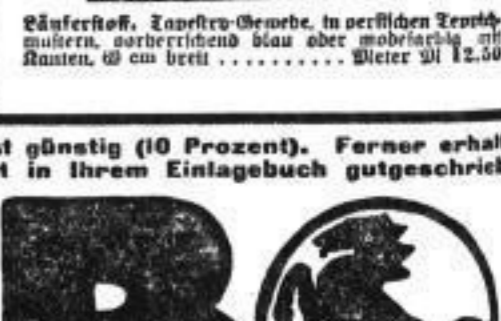 Läuferstoff, Tapestry-Gewebe, in persischen Teppich-
mustern, vorherrschend blau oder modefarbig mit
Kanten, cm breit . . . . . . . . . . Meter M 12.50
st günstig (10 Prozent). Ferner erhal
t in Ihrem Einlagebuch gutgeschrieb
B